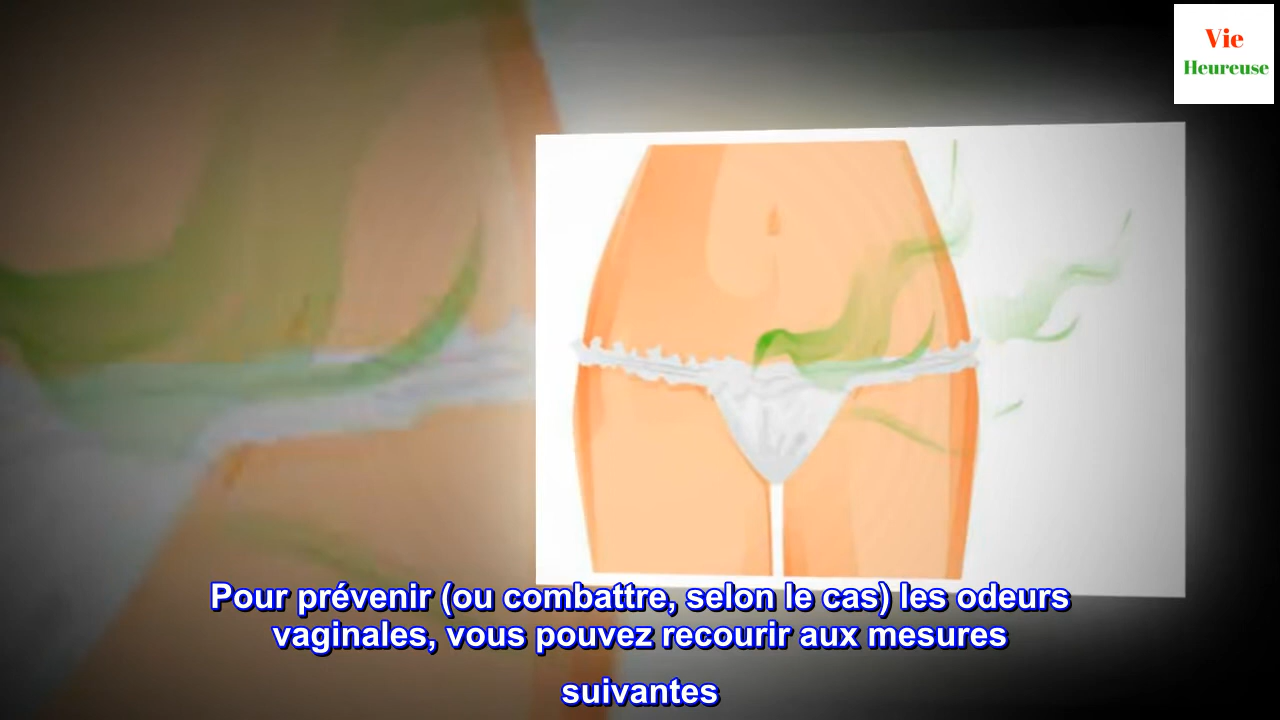 Vie
Heureuse
Pour prévenir (ou combattre, selon le cas) les odeurs
vaginales, vous pouvez recourir aux mesures
suivantes